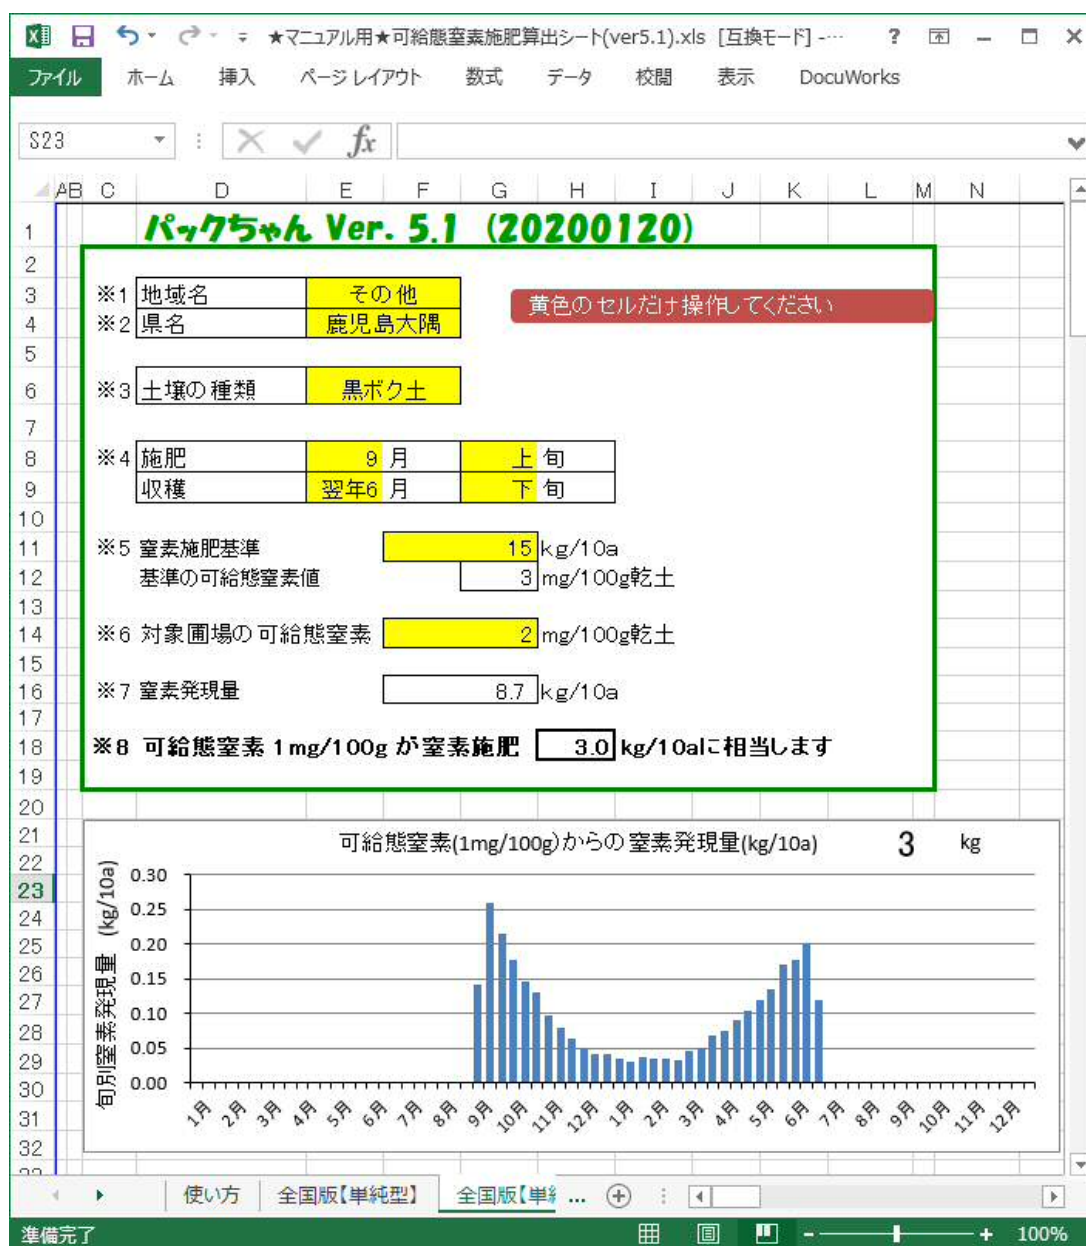 ★マニュアル用★可給態窒素施肥算出シート(ver5.1).xls [互換モード] -… ?
ファイル ホーム 挿入 ページ レイアウト 数式 データ 校閲 表示 DocuWorks
S23 fx
A B C D E F G H I J K L M N
1 パックちゃん Ver. 5.1 (20200120)
2
3 ※1 地域名 その他 黄色のセルだけ操作してください
4 ※2 県名 鹿児島大隅
5
6 ※3 土壌の種類 黒ボク土
7
8 ※4 施肥 9 月 上 旬
9 収穫 翌年6 月 下 旬
10
11 ※5 窒素施肥基準 15 kg/10a
12 基準の可給態窒素値 3 mg/100g乾土
13
14 ※6 対象圃場の可給態窒素 2 mg/100g乾土
15
16 ※7 窒素発現量 8.7 kg/10a
17
18 ※8 可給態窒素1mg/100gが窒素施肥 3.0 kg/10aに相当します
19
20
21 可給態窒素(1mg/100g)からの窒素発現量(kg/10a) 3 kg
22
23
24
25
26
27
28
29
30
31
32
旬別窒素発現量 (kg/10a)
0.30
0.25
0.20
0.15
0.10
0.05
0.00
1月 2月 3月 4月 5月 6月 7月 8月 9月 10月 11月 12月 1月 2月 3月 4月 5月 6月 7月 8月 9月 10月 11月 12月
使い方 全国版【単純型】 全国版【単 ...
準備完了 100%